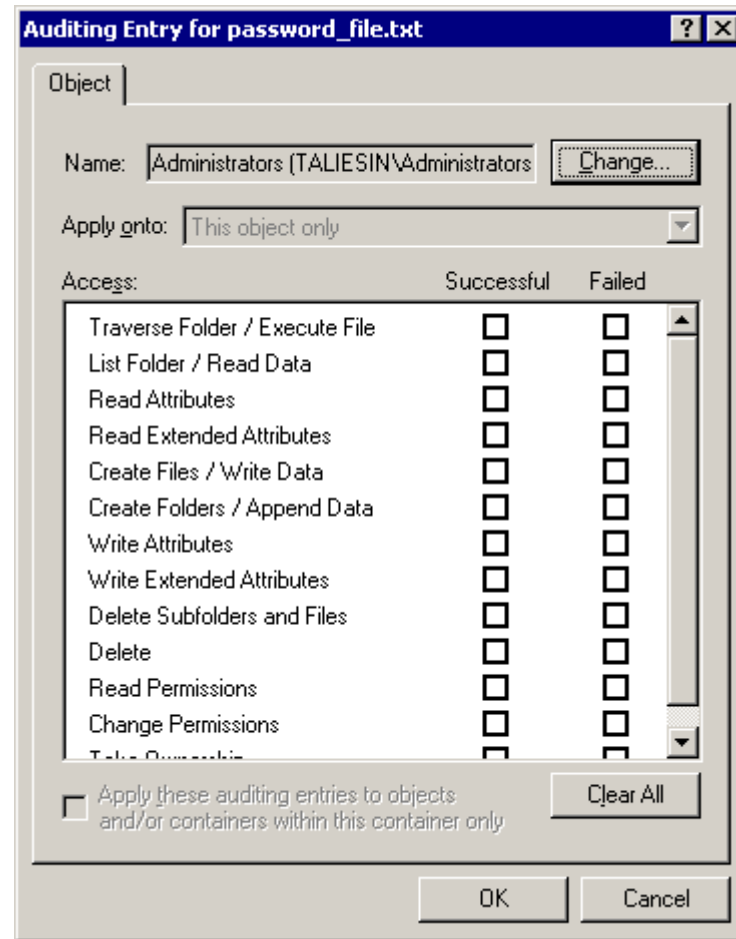 Auditing Entry for password_file.txt
Object
Name: Administrators (TALIESIN\Administrators Change...
Apply onto: This object only
Access: Successful Failed
Traverse Folder / Execute File
List Folder / Read Data
Read Attributes
Read Extended Attributes
Create Files / Write Data
Create Folders / Append Data
Write Attributes
Write Extended Attributes
Delete Subfolders and Files
Delete
Read Permissions
Change Permissions
Take Ownership
Apply these auditing entries to objects
and/or containers within this container only
Clear All
OK Cancel